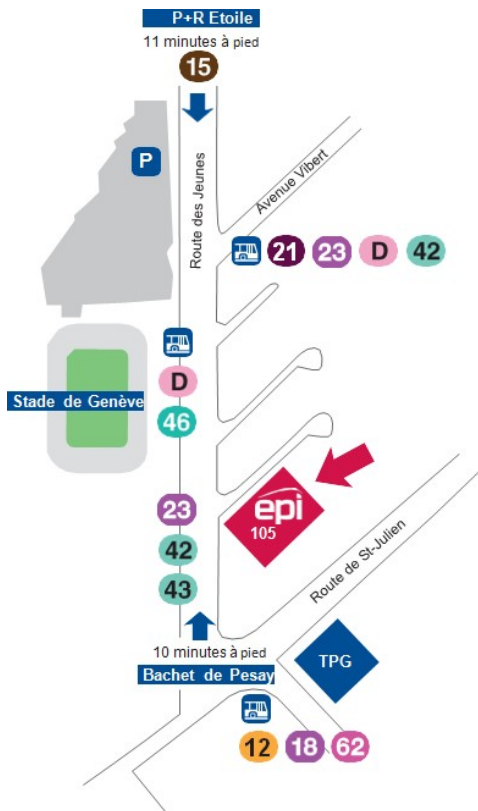 P+R Etoile
11 minutes à pied
15
P
Route des Jeunes
Avenue Vibert
21 23 D 42
D
Stade de Genève
46
23
epi
105
42
43
Route de St-Julien
10 minutes à pied
Bachet de Pesay
TPG
12 18 62